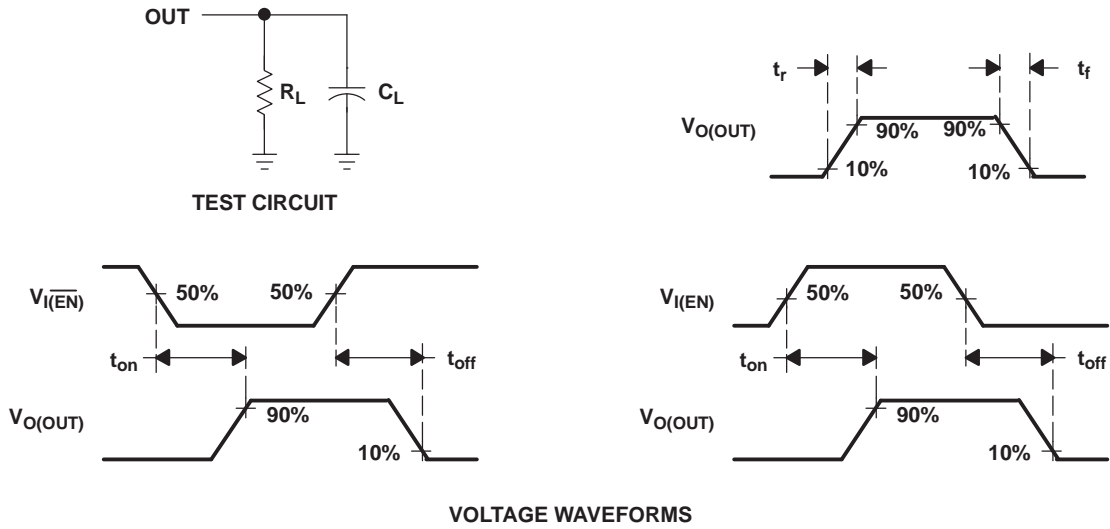 OUT
R_L
C_L
TEST CIRCUIT
t_r
t_f
V_O(OUT)
90%
90%
10%
10%
V_I(E̅N̅)
50%
50%
t_on
t_off
V_O(OUT)
90%
10%
V_I(EN)
50%
50%
t_on
t_off
V_O(OUT)
90%
10%
VOLTAGE WAVEFORMS